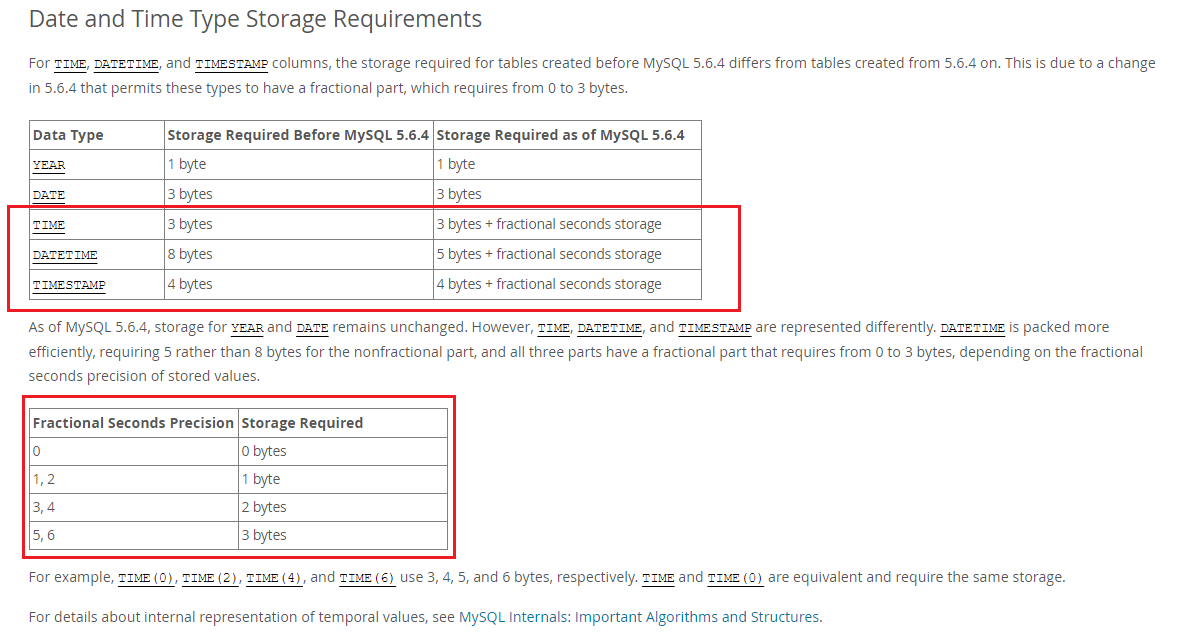 Date and Time Type Storage Requirements
For TIME, DATETIME, and TIMESTAMP columns, the storage required for tables created before MySQL 5.6.4 differs from tables created from 5.6.4 on. This is due to a change
in 5.6.4 that permits these types to have a fractional part, which requires from 0 to 3 bytes.
Data Type Storage Required Before MySQL 5.6.4 Storage Required as of MySQL 5.6.4
YEAR 1 byte 1 byte
DATE 3 bytes 3 bytes
TIME 3 bytes 3 bytes + fractional seconds storage
DATETIME 8 bytes 5 bytes + fractional seconds storage
TIMESTAMP 4 bytes 4 bytes + fractional seconds storage
As of MySQL 5.6.4, storage for YEAR and DATE remains unchanged. However, TIME, DATETIME, and TIMESTAMP are represented differently. DATETIME is packed more
efficiently, requiring 5 rather than 8 bytes for the nonfractional part, and all three parts have a fractional part that requires from 0 to 3 bytes, depending on the fractional
seconds precision of stored values.
Fractional Seconds Precision Storage Required
0 0 bytes
1, 2 1 byte
3, 4 2 bytes
5, 6 3 bytes
For example, TIME(0), TIME(2), TIME(4), and TIME(6) use 3, 4, 5, and 6 bytes, respectively. TIME and TIME(0) are equivalent and require the same storage.
For details about internal representation of temporal values, see MySQL Internals: Important Algorithms and Structures.